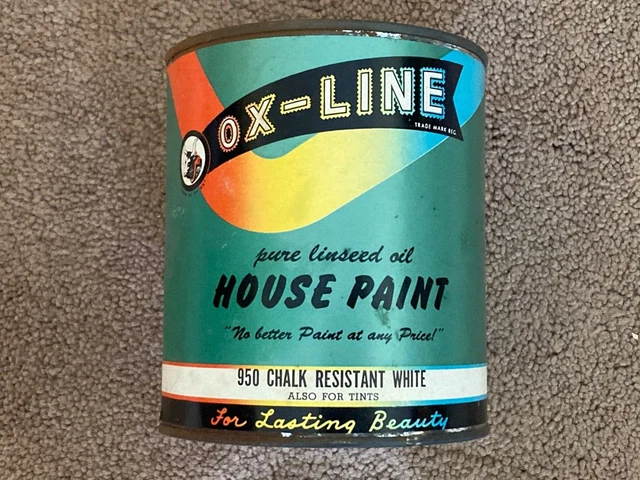 OX-LINE
TRADE MARK REG.
pure linseed oil
HOUSE PAINT
"No better Paint at any Price!"
950 CHALK RESISTANT WHITE
ALSO FOR TINTS
For Lasting Beauty